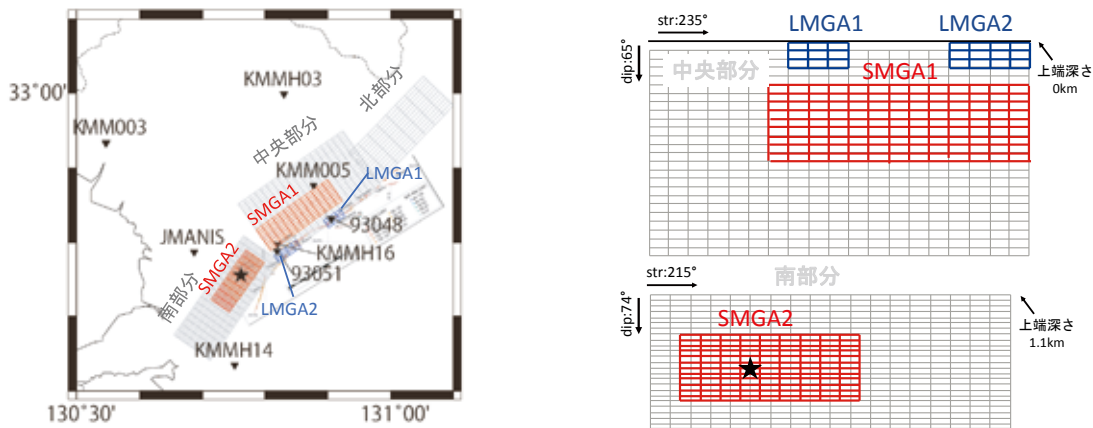 33°00'
KMMH03
北部分
KMM003
中央部分
KMM005
LMGA1
SMGA1
93048
JMANIS
KMMH16
SMGA2
93051
南部分
LMGA2
KMMH14
130°30'
131°00'
str:235°
LMGA1
LMGA2
dip:65°
中央部分
SMGA1
上端深さ
0km
str:215°
南部分
dip:74°
SMGA2
上端深さ
1.1km